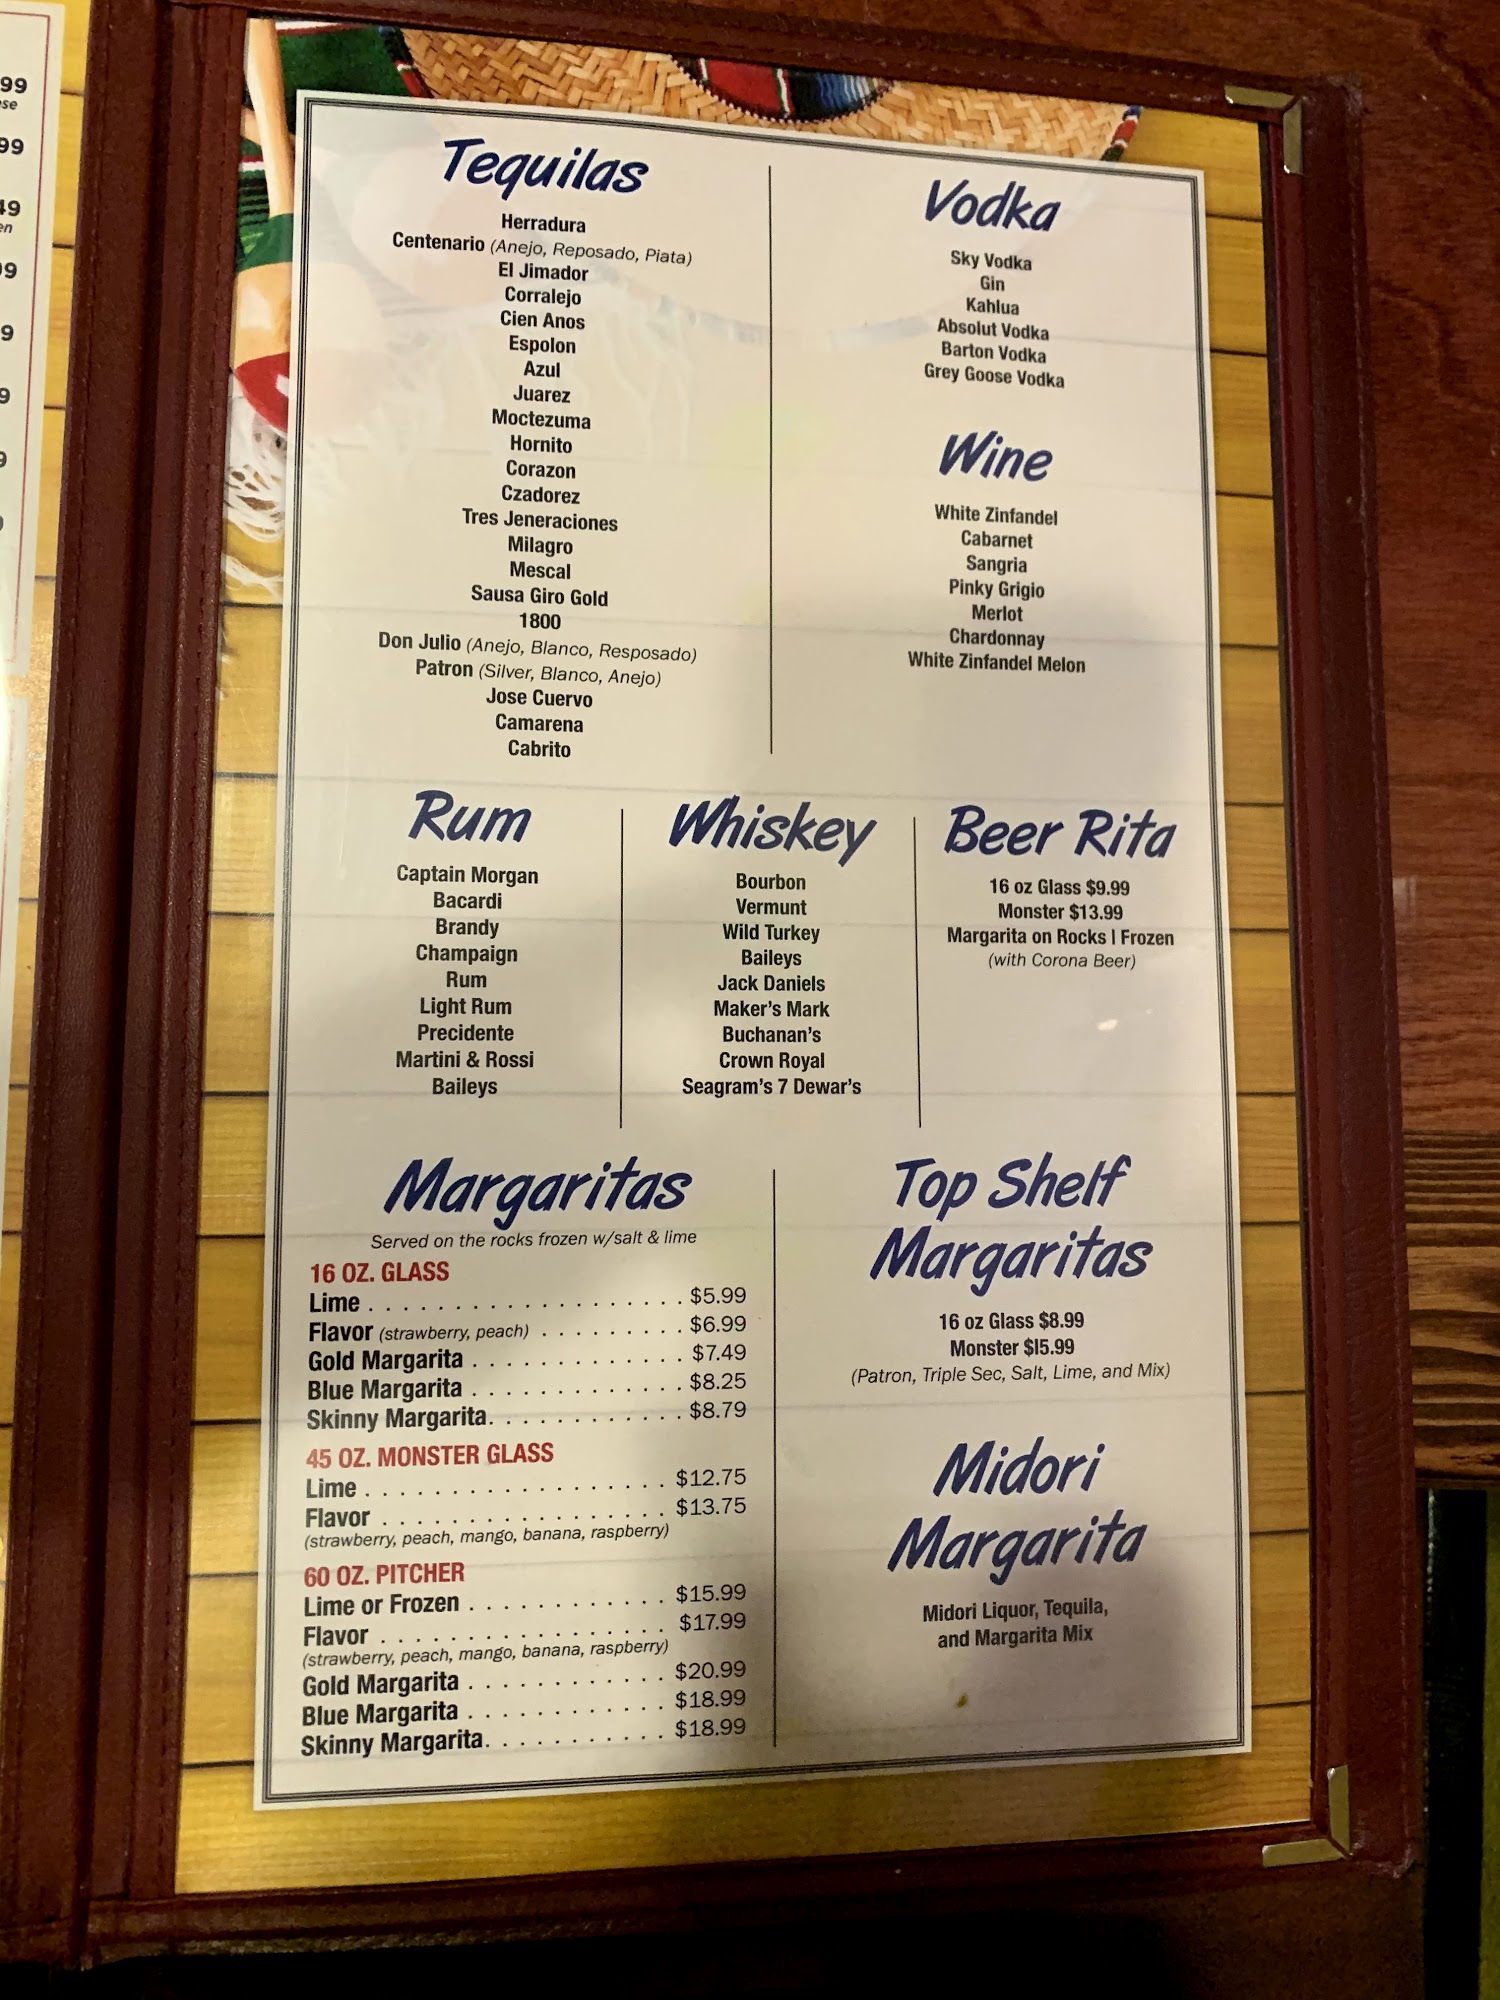 99
se
99
49
en
99
9
9
9
9
Tequilas
Herradura
Centenario (Anejo, Reposado, Piata)
El Jimador
Corralejo
Cien Anos
Espolon
Azul
Juarez
Moctezuma
Hornito
Corazon
Czadorez
Tres Jeneraciones
Milagro
Mescal
Sausa Giro Gold
1800
Don Julio (Anejo, Blanco, Resposado)
Patron (Silver, Blanco, Anejo)
Jose Cuervo
Camarena
Cabrito
Vodka
Sky Vodka
Gin
Kahlua
Absolut Vodka
Barton Vodka
Grey Goose Vodka
Wine
White Zinfandel
Cabarnet
Sangria
Pinky Grigio
Merlot
Chardonnay
White Zinfandel Melon
Rum
Captain Morgan
Bacardi
Brandy
Champaign
Rum
Light Rum
Precidente
Martini & Rossi
Baileys
Whiskey
Bourbon
Vermunt
Wild Turkey
Baileys
Jack Daniels
Maker's Mark
Buchanan's
Crown Royal
Seagram's 7 Dewar's
Beer Rita
16 oz Glass $9.99
Monster $13.99
Margarita on Rocks | Frozen
(with Corona Beer)
Margaritas
Served on the rocks frozen w/salt & lime
16 OZ. GLASS
Lime . . . . . . . . . . . . . . . . . . . $5.99
Flavor (strawberry, peach) . . . . . . . . . $6.99
Gold Margarita . . . . . . . . . . . . . $7.49
Blue Margarita . . . . . . . . . . . . . $8.25
Skinny Margarita. . . . . . . . . . . . $8.79
45 OZ. MONSTER GLASS
Lime . . . . . . . . . . . . . . . . . . $12.75
Flavor . . . . . . . . . . . . . . . . . $13.75
(strawberry, peach, mango, banana, raspberry)
60 OZ. PITCHER
Lime or Frozen . . . . . . . . . . . . $15.99
Flavor . . . . . . . . . . . . . . . . . $17.99
(strawberry, peach, mango, banana, raspberry)
Gold Margarita . . . . . . . . . . . . $20.99
Blue Margarita . . . . . . . . . . . . $18.99
Skinny Margarita. . . . . . . . . . . $18.99
Top Shelf
Margaritas
16 oz Glass $8.99
Monster $15.99
(Patron, Triple Sec, Salt, Lime, and Mix)
Midori
Margarita
Midori Liquor, Tequila,
and Margarita Mix